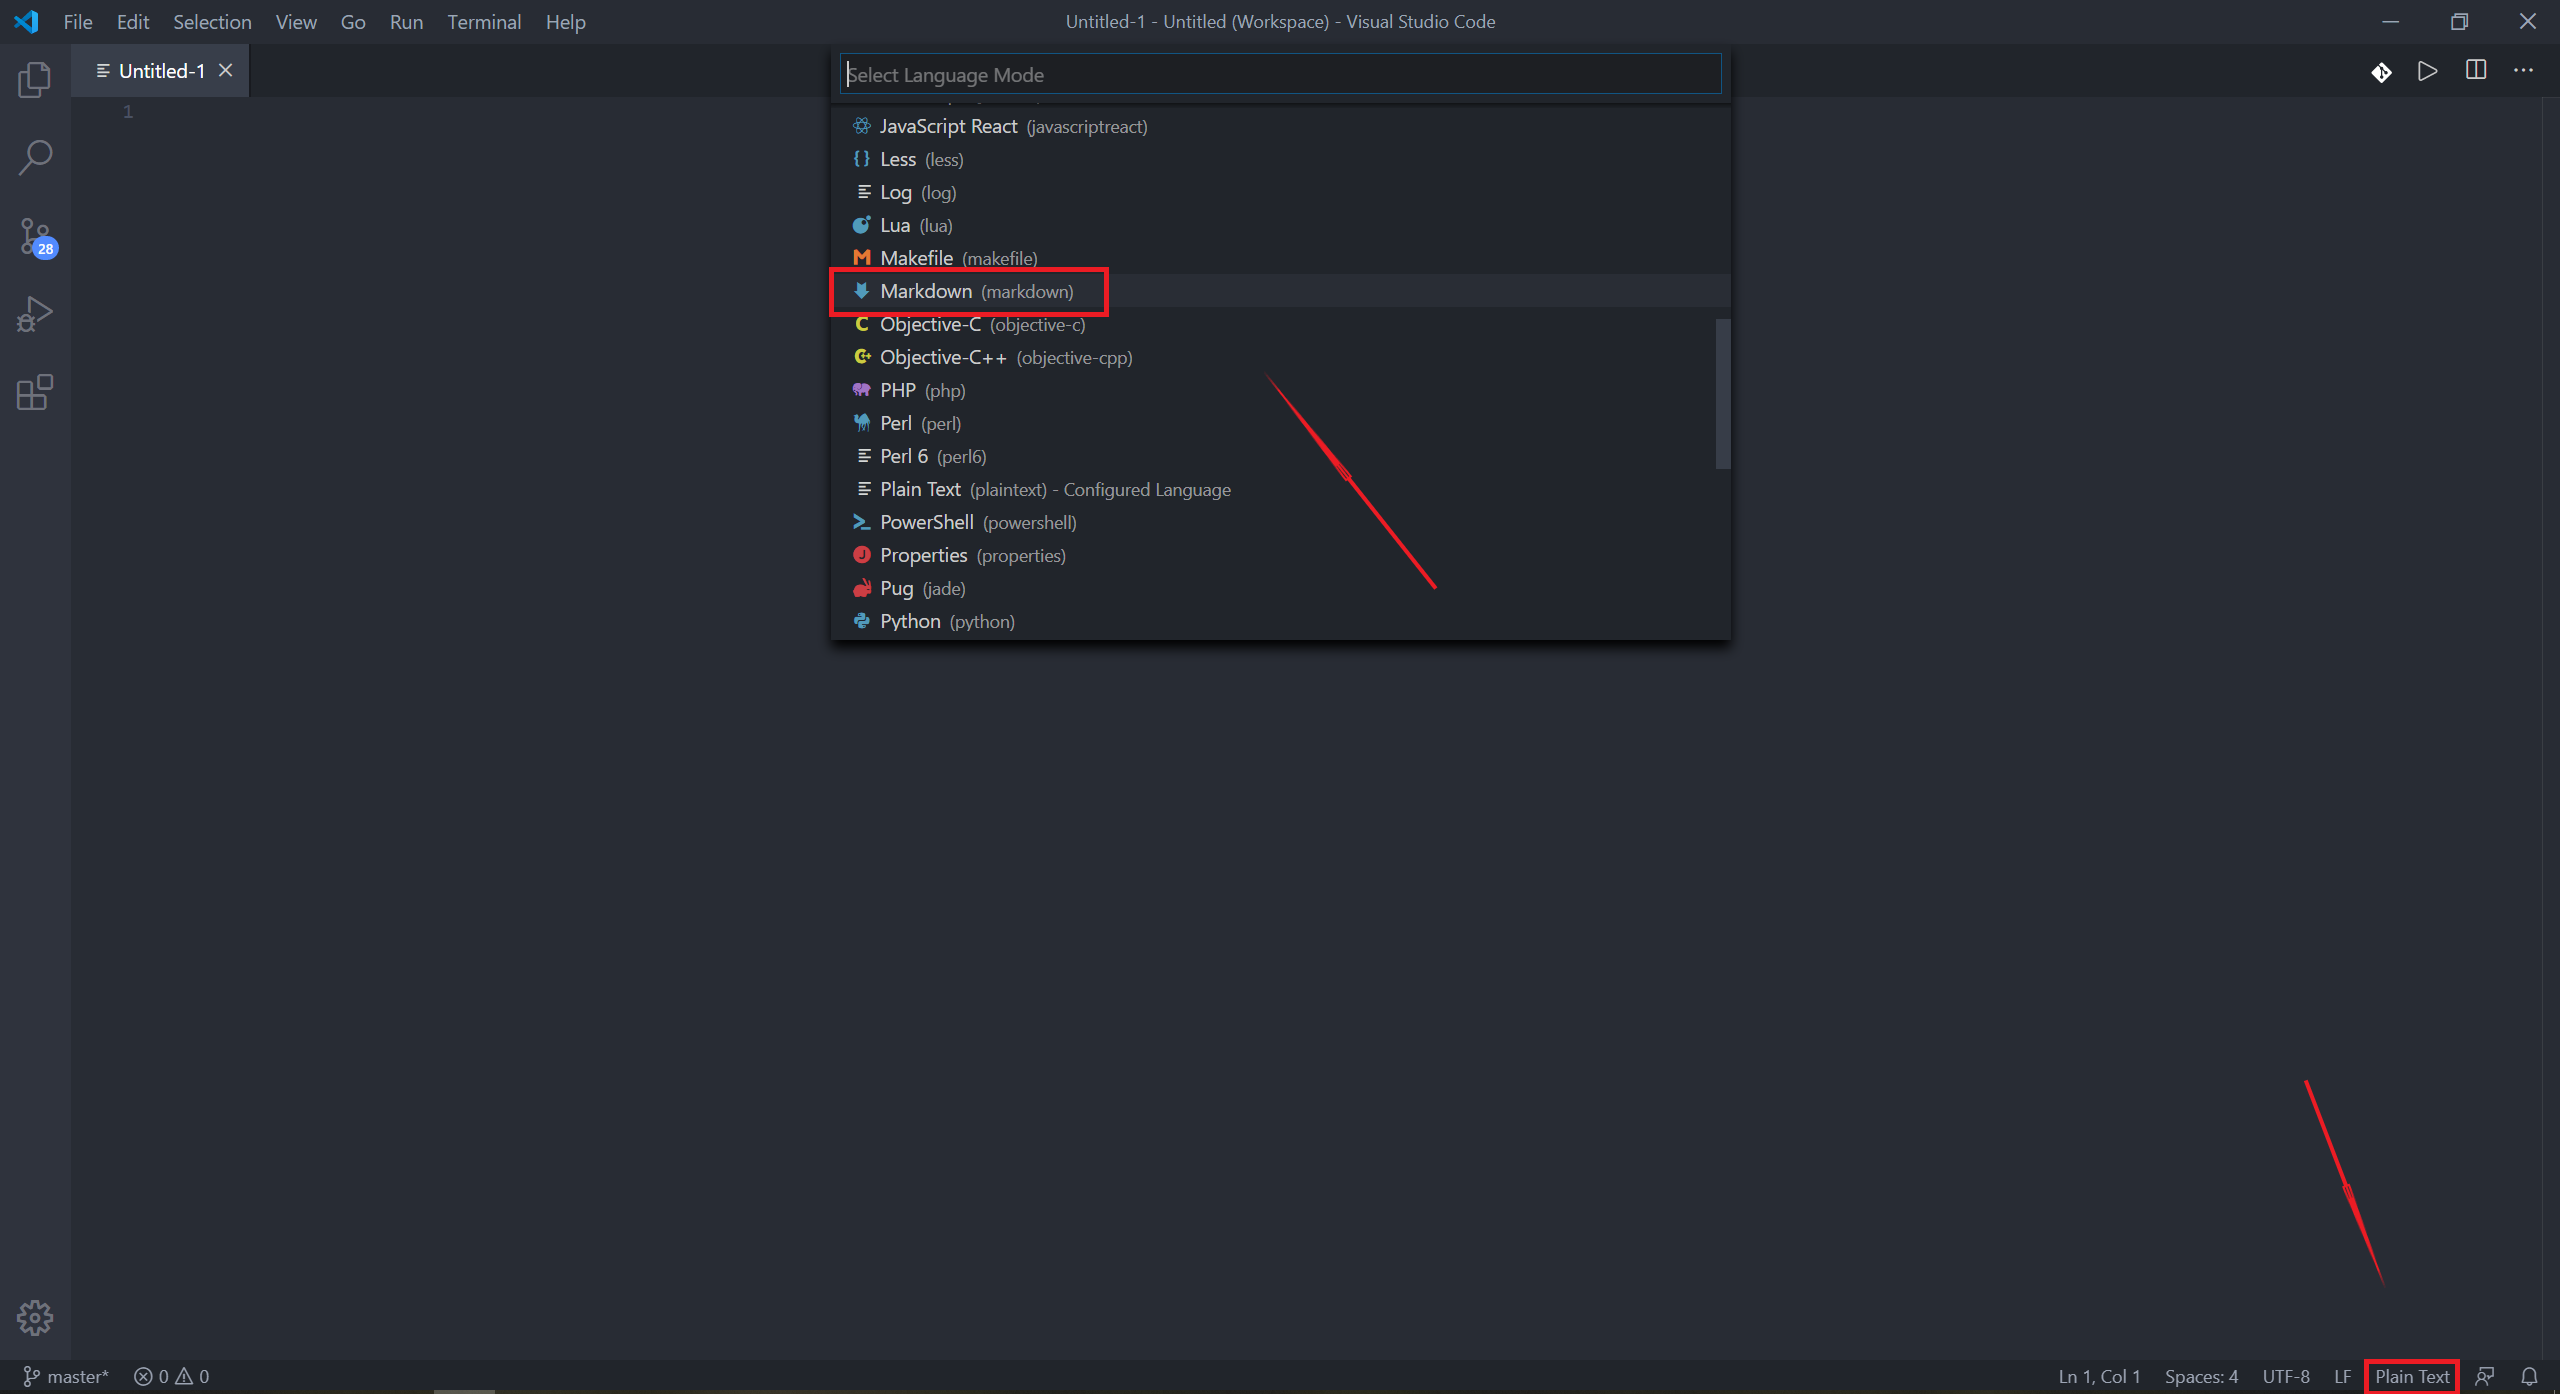 File Edit Selection View Go Run Terminal Help
Untitled-1 - Untitled (Workspace) - Visual Studio Code
Untitled-1
Select Language Mode
1
JavaScript React (javascriptreact)
Less (less)
Log (log)
Lua (lua)
Makefile (makefile)
Markdown (markdown)
Objective-C (objective-c)
Objective-C++ (objective-cpp)
PHP (php)
Perl (perl)
Perl 6 (perl6)
Plain Text (plaintext) - Configured Language
PowerShell (powershell)
Properties (properties)
Pug (jade)
Python (python)
28
master* 0 0
Ln 1, Col 1 Spaces: 4 UTF-8 LF Plain Text